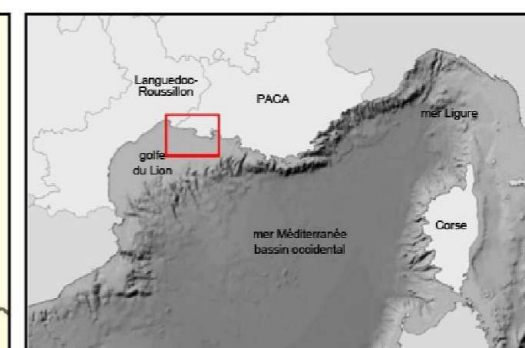 Languedoc-
Roussillon
PACA
mer Ligure
golfe
du Lion
Corse
mer Méditerranée
bassin occidental